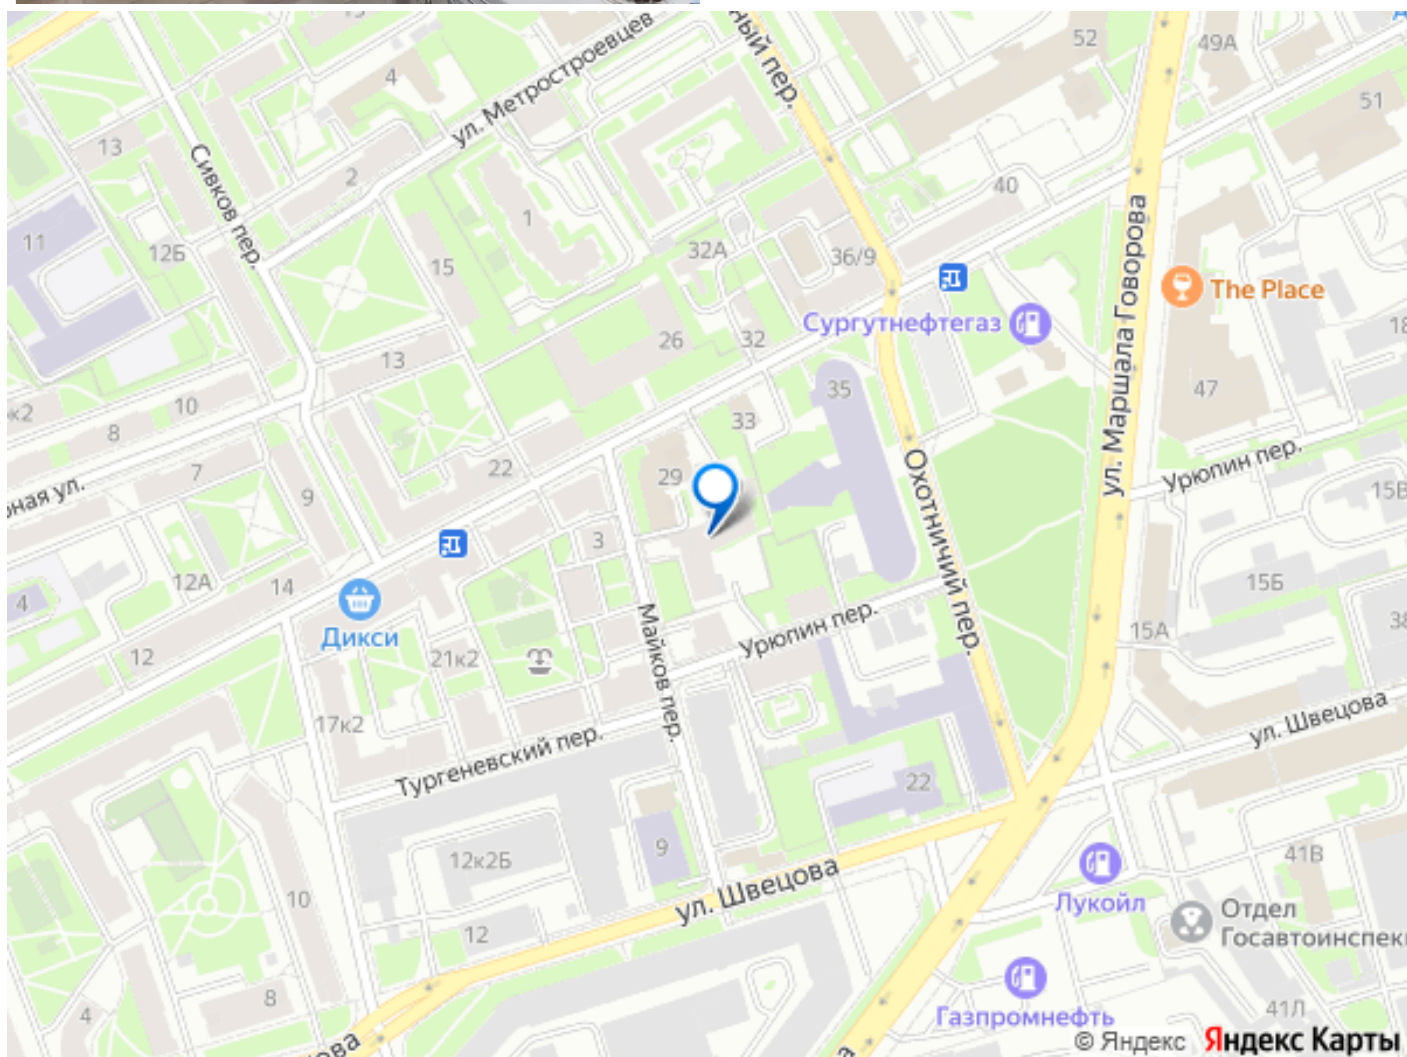 ный пер.
52
49А
51
13
4
ул. Метростроевцев
2
Сивков пер.
11
12Б
15
1
32А
36/9
40
The Place
Сургутнефтегаз
ул. Маршала Говорова
18
13
26
32
35
47
к2
10
8
33
7
ная ул.
9
22
29
Урюпин пер.
15В
Охотничий пер.
3
12А
14
4
Дикси
15Б
12
21к2
Майков пер.
Урюпин пер.
15А
38
17к2
Тургеневский пер.
ул. Швецова
22
12к2Б
9
41В
10
ул. Швецова
Лукойл
Отдел
Госавтоинспек
12
8
4
Газпромнефть
41Л
ова
а
© Яндекс Яндекс Карты